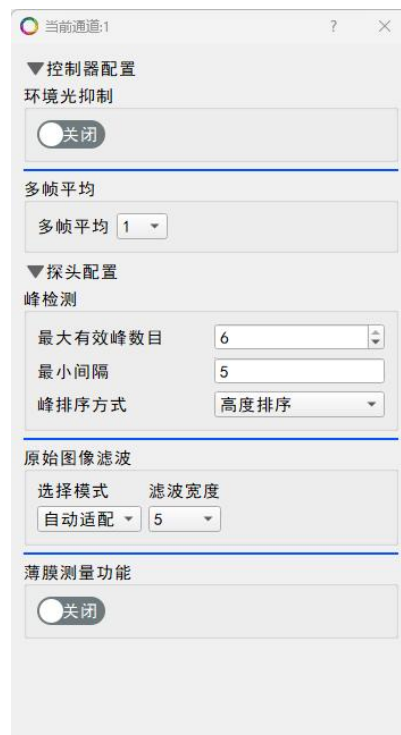 当前通道:1
?
▼控制器配置
环境光抑制
关闭
多帧平均
多帧平均 1
▼探头配置
峰检测
最大有效峰数目 6
最小间隔 5
峰排序方式 高度排序
原始图像滤波
选择模式 滤波宽度
自动适配 5
薄膜测量功能
关闭